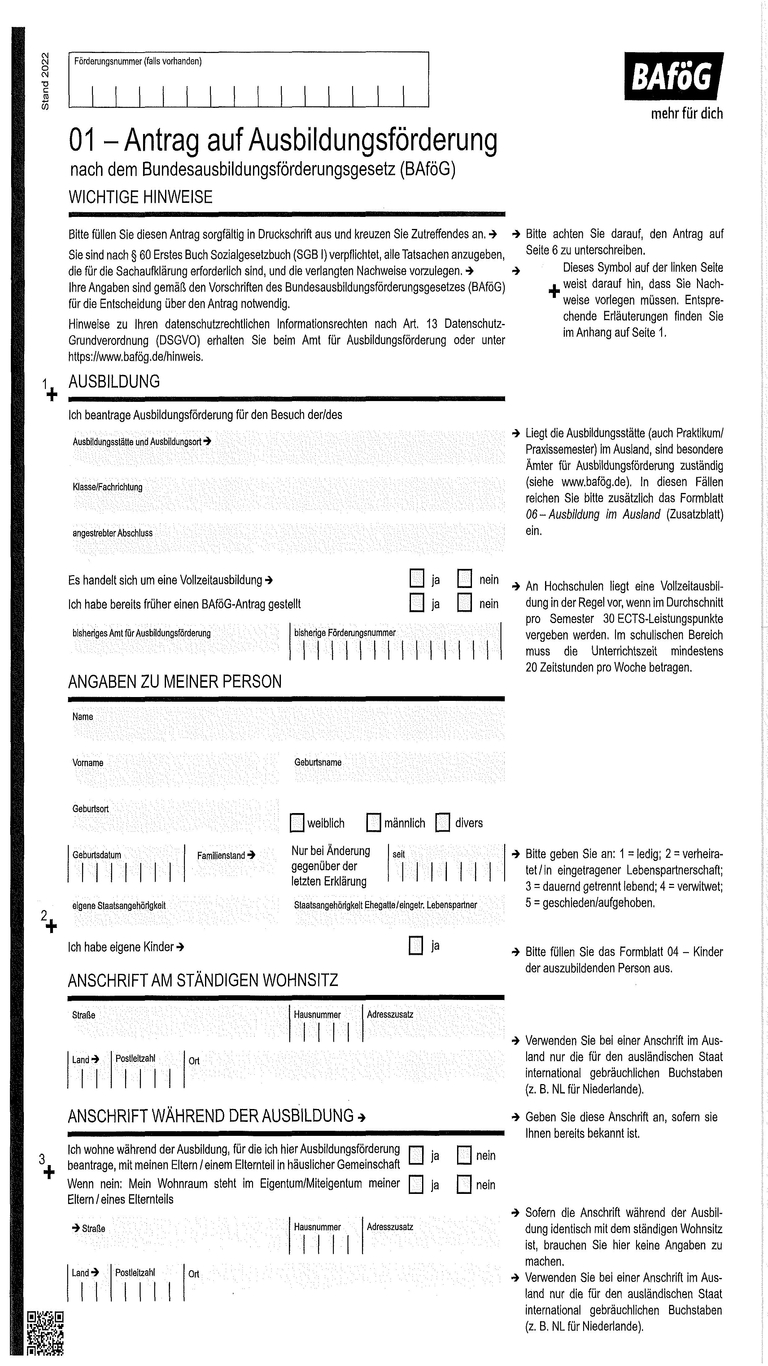 Stand 2022
Förderungsnummer (falls vorhanden)
BAföG
mehr für dich
01 – Antrag auf Ausbildungsförderung
nach dem Bundesausbildungsförderungsgesetz (BAföG)
WICHTIGE HINWEISE
Bitte füllen Sie diesen Antrag sorgfältig in Druckschrift aus und kreuzen Sie Zutreffendes an. →
Sie sind nach § 60 Erstes Buch Sozialgesetzbuch (SGB I) verpflichtet, alle Tatsachen anzugeben,
die für die Sachaufklärung erforderlich sind, und die verlangten Nachweise vorzulegen. →
Ihre Angaben sind gemäß den Vorschriften des Bundesausbildungsförderungsgesetzes (BAföG)
für die Entscheidung über den Antrag notwendig.
Hinweise zu Ihren datenschutzrechtlichen Informationsrechten nach Art. 13 Datenschutz-
Grundverordnung (DSGVO) erhalten Sie beim Amt für Ausbildungsförderung oder unter
https://www.bafög.de/hinweis.
→ Bitte achten Sie darauf, den Antrag auf
Seite 6 zu unterschreiben.
→ Dieses Symbol auf der linken Seite
+ weist darauf hin, dass Sie Nach-
weise vorlegen müssen. Entspre-
chende Erläuterungen finden Sie
im Anhang auf Seite 1.
1 + AUSBILDUNG
Ich beantrage Ausbildungsförderung für den Besuch der/des
Ausbildungsstätte und Ausbildungsort →
Klasse/Fachrichtung
angestrebter Abschluss
→ Liegt die Ausbildungsstätte (auch Praktikum/
Praxissemester) im Ausland, sind besondere
Ämter für Ausbildungsförderung zuständig
(siehe www.bafög.de). In diesen Fällen
reichen Sie bitte zusätzlich das Formblatt
06 – Ausbildung im Ausland (Zusatzblatt)
ein.
Es handelt sich um eine Vollzeitausbildung → ja nein
Ich habe bereits früher einen BAföG-Antrag gestellt ja nein
bisheriges Amt für Ausbildungsförderung bisherige Förderungsnummer
→ An Hochschulen liegt eine Vollzeitausbil-
dung in der Regel vor, wenn im Durchschnitt
pro Semester 30 ECTS-Leistungspunkte
vergeben werden. Im schulischen Bereich
muss die Unterrichtszeit mindestens
20 Zeitstunden pro Woche betragen.
ANGABEN ZU MEINER PERSON
Name
Vorname Geburtsname
Geburtsort weiblich männlich divers
Geburtsdatum Familienstand → Nur bei Änderung
gegenüber der
letzten Erklärung seit
→ Bitte geben Sie an: 1 = ledig; 2 = verheira-
tet / in eingetragener Lebenspartnerschaft;
3 = dauernd getrennt lebend; 4 = verwitwet;
5 = geschieden/aufgehoben.
2 + eigene Staatsangehörigkeit Staatsangehörigkeit Ehegatte/eingetr. Lebenspartner
Ich habe eigene Kinder → ja
→ Bitte füllen Sie das Formblatt 04 – Kinder
der auszubildenden Person aus.
ANSCHRIFT AM STÄNDIGEN WOHNSITZ
Straße Hausnummer Adresszusatz
Land → Postleitzahl Ort
→ Verwenden Sie bei einer Anschrift im Aus-
land nur die für den ausländischen Staat
international gebräuchlichen Buchstaben
(z. B. NL für Niederlande).
ANSCHRIFT WÄHREND DER AUSBILDUNG →
→ Geben Sie diese Anschrift an, sofern sie
Ihnen bereits bekannt ist.
3 + Ich wohne während der Ausbildung, für die ich hier Ausbildungsförderung
beantrage, mit meinen Eltern / einem Elternteil in häuslicher Gemeinschaft ja nein
Wenn nein: Mein Wohnraum steht im Eigentum/Miteigentum meiner
Eltern / eines Elternteils ja nein
→ Straße Hausnummer Adresszusatz
Land → Postleitzahl Ort
→ Sofern die Anschrift während der Ausbil-
dung identisch mit dem ständigen Wohnsitz
ist, brauchen Sie hier keine Angaben zu
machen.
→ Verwenden Sie bei einer Anschrift im Aus-
land nur die für den ausländischen Staat
international gebräuchlichen Buchstaben
(z. B. NL für Niederlande).